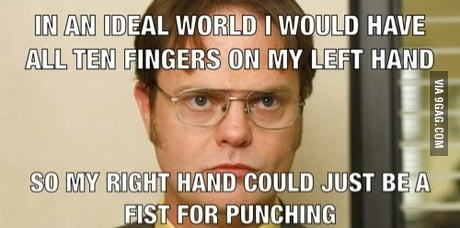 IN AN IDEAL WORLD I WOULD HAVE
ALL TEN FINGERS ON MY LEFT HAND
VIA 9GAG.COM
SO MY RIGHT HAND COULD JUST BE A
FIST FOR PUNCHING